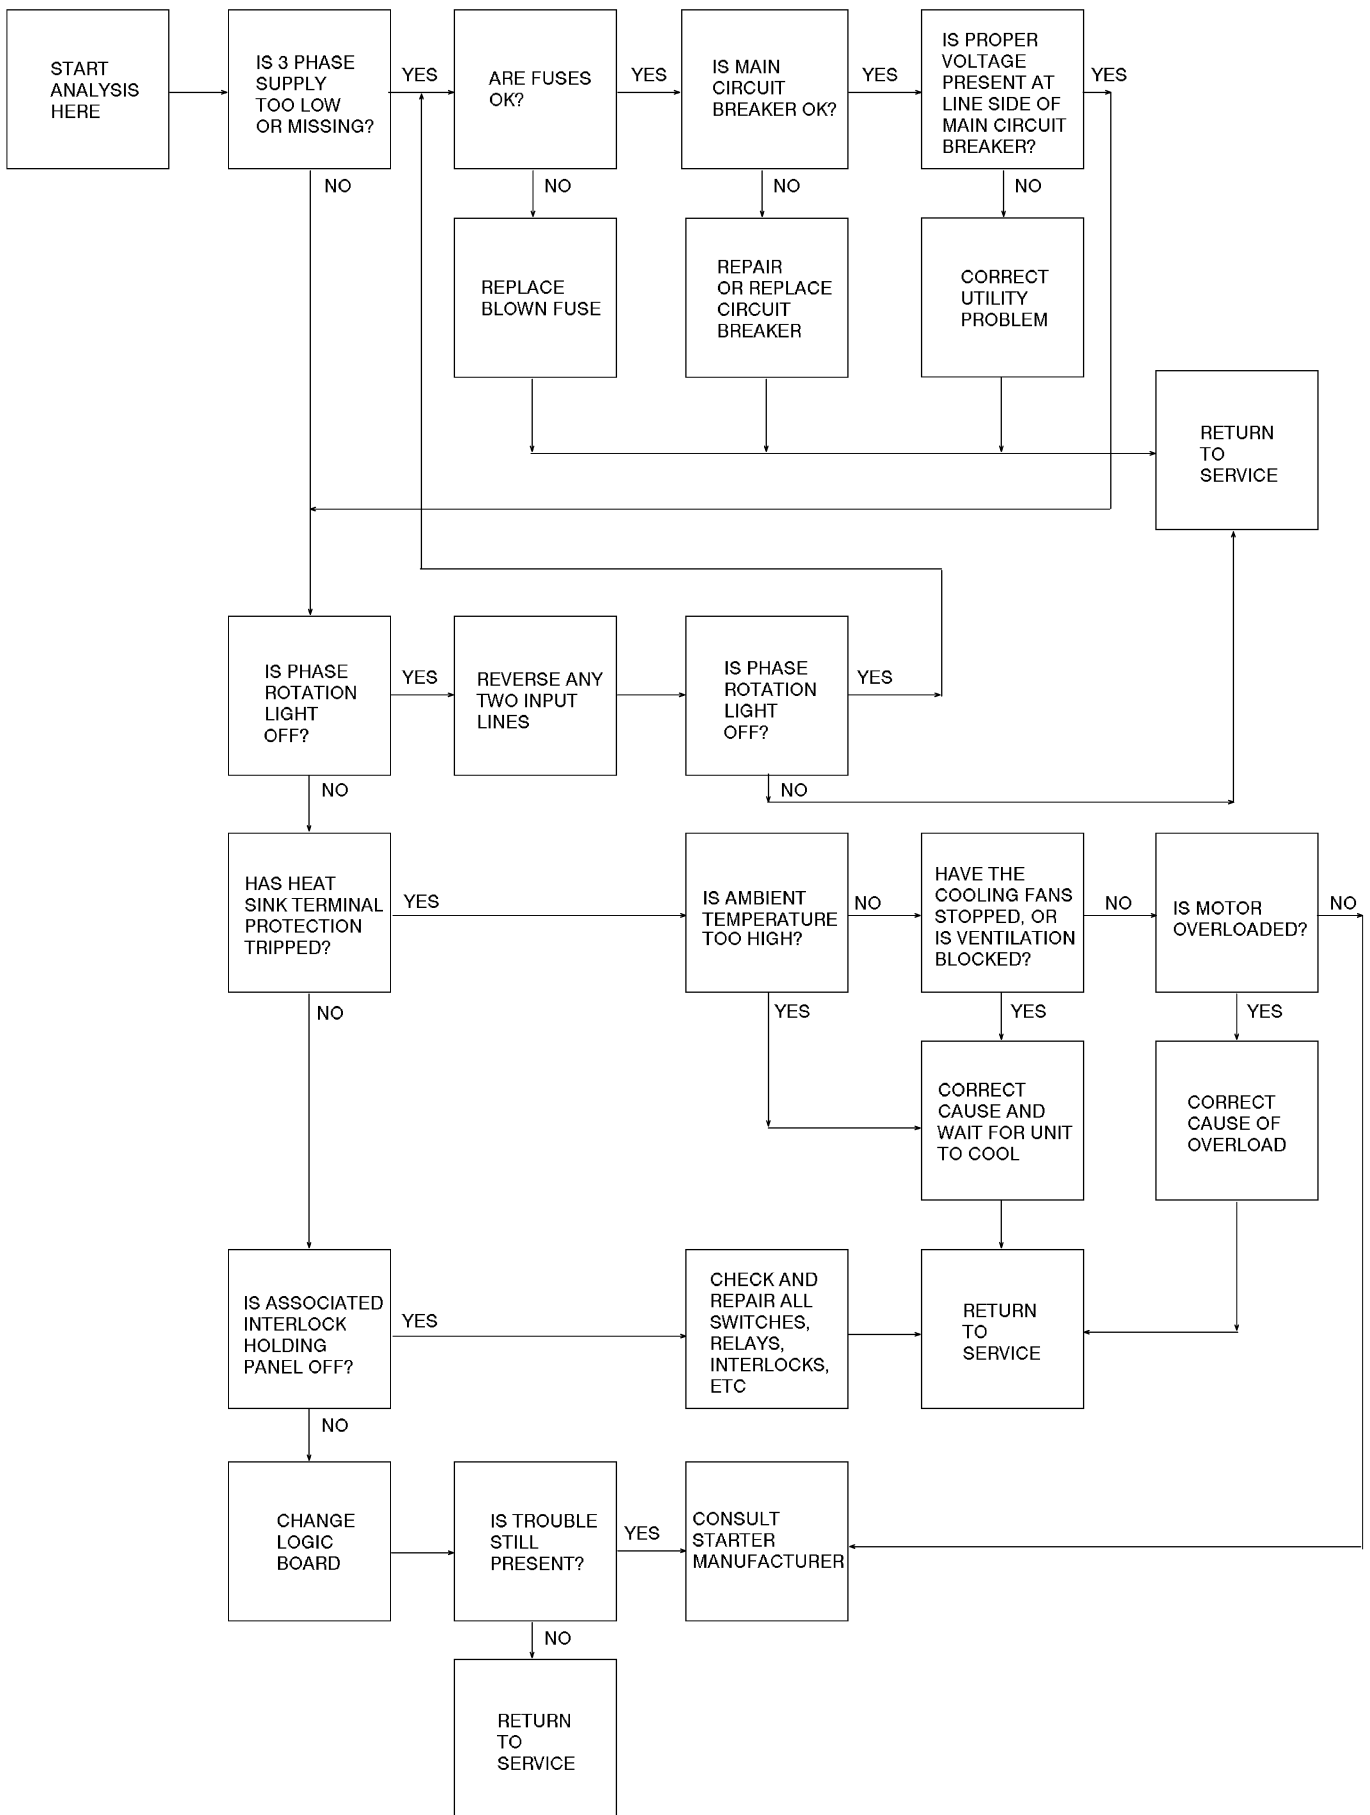 START
ANALYSIS
HERE
IS 3 PHASE
SUPPLY
TOO LOW
OR MISSING?
YES
ARE FUSES
OK?
YES
IS MAIN
CIRCUIT
BREAKER OK?
YES
IS PROPER
VOLTAGE
PRESENT AT
LINE SIDE OF
MAIN CIRCUIT
BREAKER?
YES
NO
NO
NO
NO
REPLACE
BLOWN FUSE
REPAIR
OR REPLACE
CIRCUIT
BREAKER
CORRECT
UTILITY
PROBLEM
RETURN
TO
SERVICE
IS PHASE
ROTATION
LIGHT
OFF?
YES
REVERSE ANY
TWO INPUT
LINES
IS PHASE
ROTATION
LIGHT
OFF?
YES
NO
NO
HAS HEAT
SINK TERMINAL
PROTECTION
TRIPPED?
YES
IS AMBIENT
TEMPERATURE
TOO HIGH?
NO
HAVE THE
COOLING FANS
STOPPED, OR
IS VENTILATION
BLOCKED?
NO
IS MOTOR
OVERLOADED?
NO
NO
YES
YES
YES
CORRECT
CAUSE AND
WAIT FOR UNIT
TO COOL
CORRECT
CAUSE OF
OVERLOAD
IS ASSOCIATED
INTERLOCK
HOLDING
PANEL OFF?
YES
CHECK AND
REPAIR ALL
SWITCHES,
RELAYS,
INTERLOCKS,
ETC
RETURN
TO
SERVICE
NO
CHANGE
LOGIC
BOARD
IS TROUBLE
STILL
PRESENT?
YES
CONSULT
STARTER
MANUFACTURER
NO
RETURN
TO
SERVICE